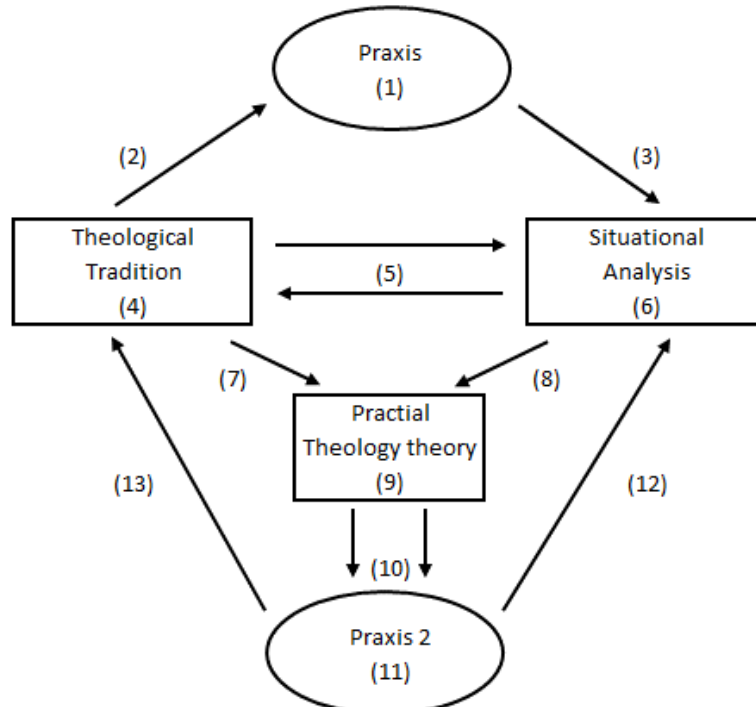 Praxis
(1)
(2)
(3)
Theological
Tradition
(4)
(5)
Situational
Analysis
(6)
(7)
(8)
Practial
Theology theory
(9)
(13)
(12)
(10)
Praxis 2
(11)